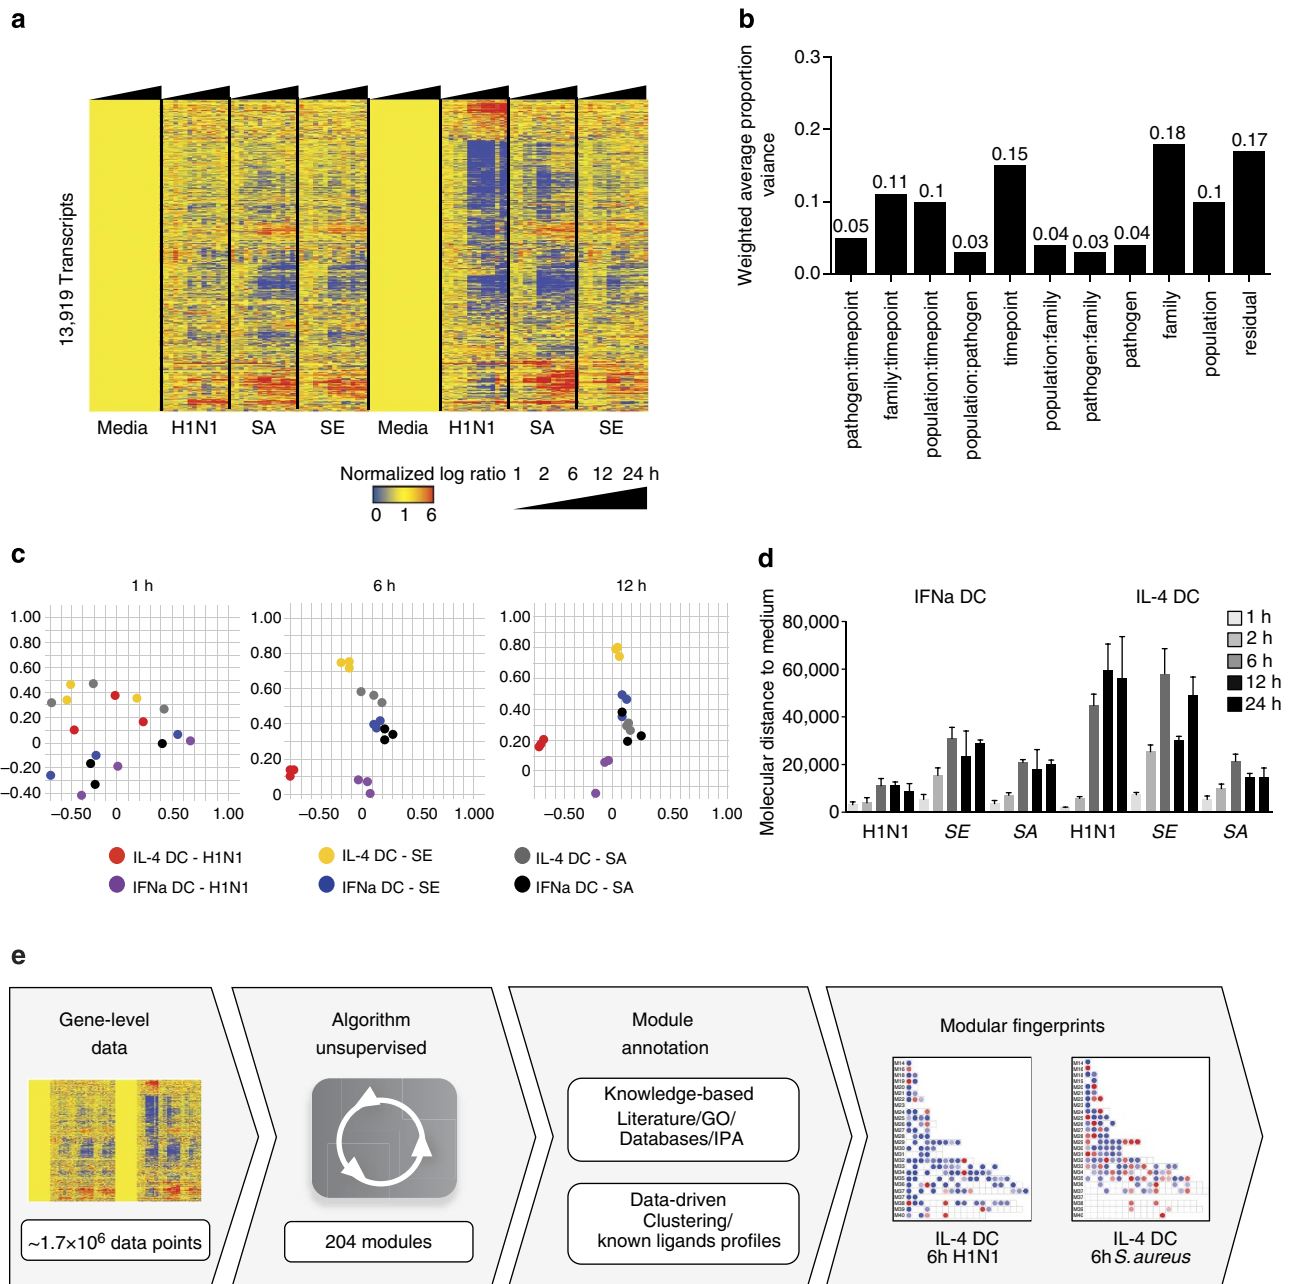 a
13,919 Transcripts
Media H1N1 SA SE Media H1N1 SA SE
Normalized log ratio 1 2 6 12 24 h
0 1 6
b
Weighted average proportion
vaiance
0.3
0.2
0.1
0.0
0.05 0.11 0.1 0.03 0.15 0.04 0.03 0.04 0.18 0.1 0.17
pathogen:timepoint
family:timepoint
population:timepoint
population:pathogen
timepoint
population:family
pathogen:family
pathogen
family
population
residual
c
1 h
1.00
0.80
0.60
0.40
0.20
0
−0.20
−0.40
−0.50 0 0.50 1.00
6 h
1.00
0.80
0.60
0.40
0.20
0
−0.50 0 0.50 1.000
12 h
1.00
0.80
0.60
0.40
0.20
0
−0.50 0 0.50 1.00
IL-4 DC - H1N1 IL-4 DC - SE IL-4 DC - SA
IFNa DC - H1N1 IFNa DC - SE IFNa DC - SA
d
Molecular distance to medium
IFNa DC IL-4 DC
80,000
60,000
40,000
20,000
0
H1N1 SE SA H1N1 SE SA
1 h
2 h
6 h
12 h
24 h
e
Gene-level
data
~1.7×10⁶ data points
Algorithm
unsupervised
204 modules
Module
annotation
Knowledge-based
Literature/GO/
Databases/IPA
Data-driven
Clustering/
known ligands profiles
Modular fingerprints
IL-4 DC
6h H1N1
IL-4 DC
6h S. aureus